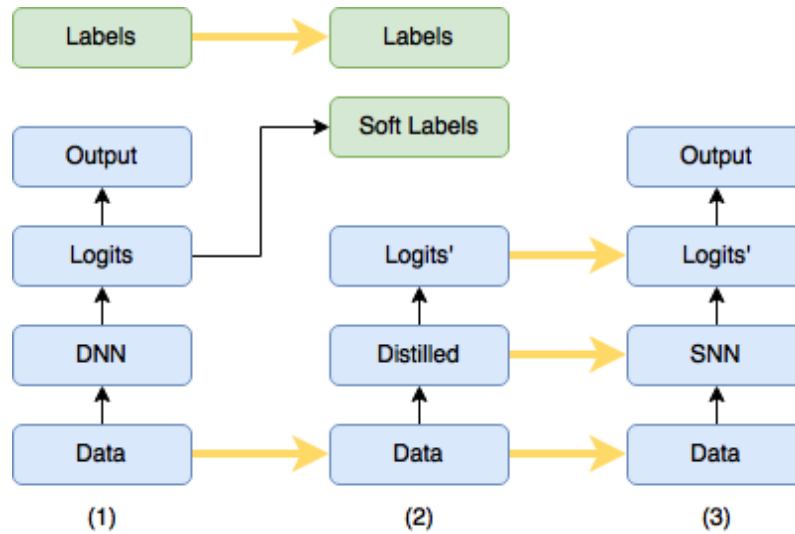 Labels
Labels
Soft Labels
Output
Output
Logits
Logits'
Logits'
DNN
Distilled
SNN
Data
Data
Data
(1)
(2)
(3)